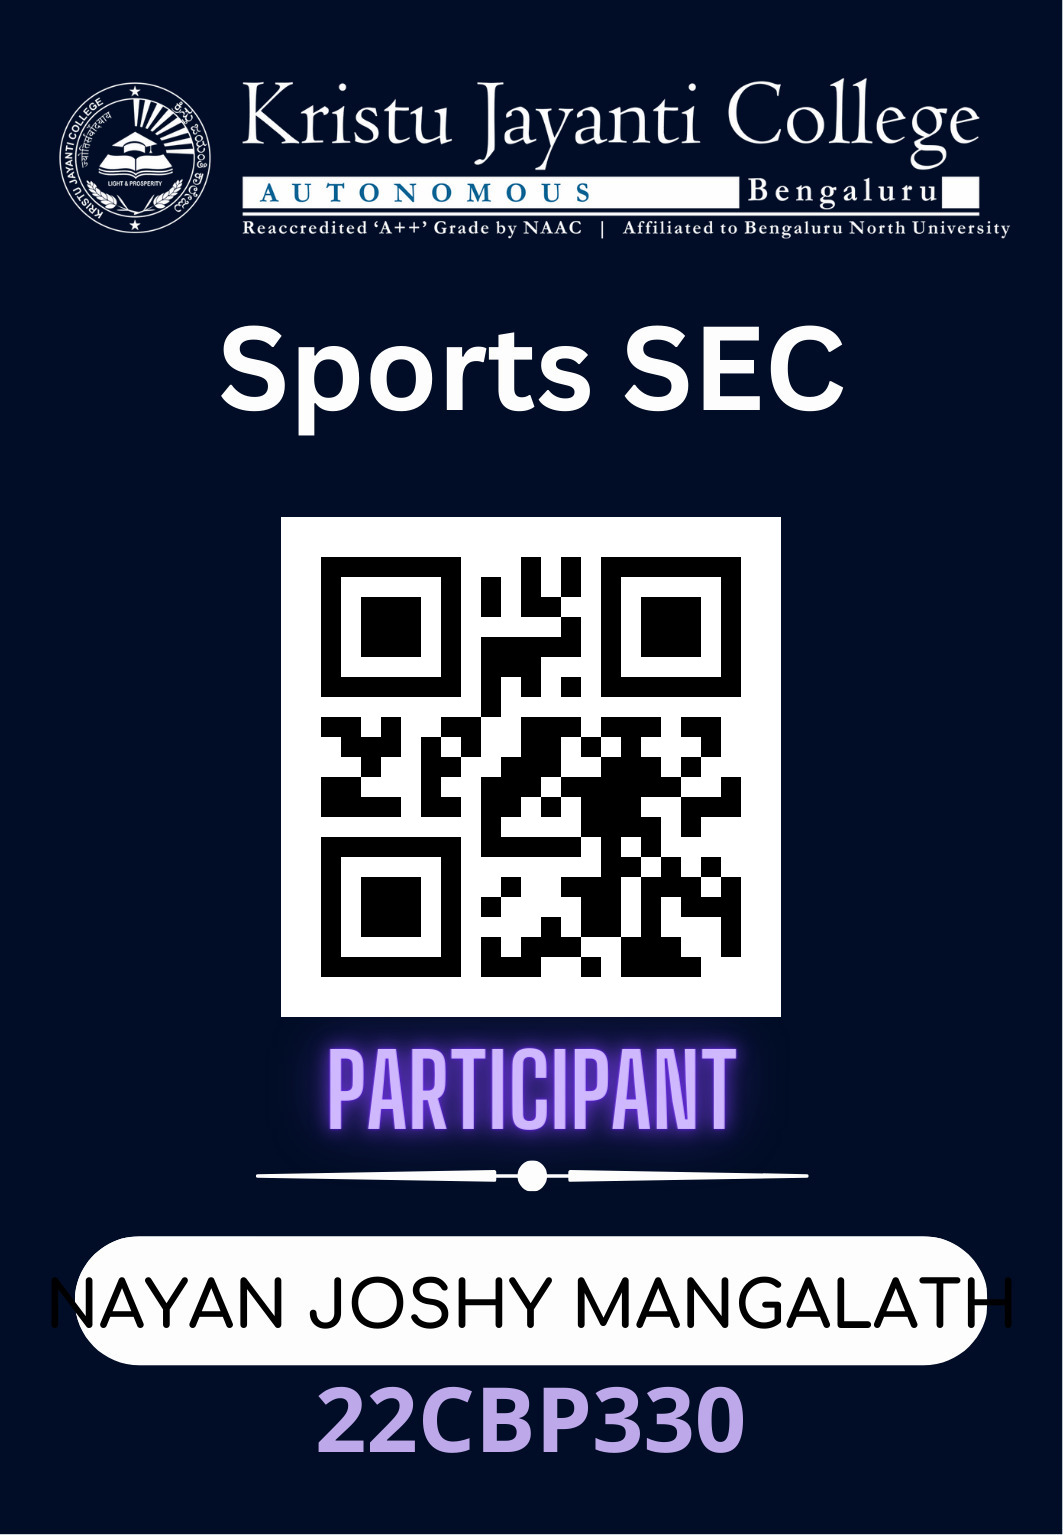 KRISTU JAYANTI COLLEGE
ज्योतिर्संवादयाय
LIGHT & PROSPERITY
Kristu Jayanti College
AUTONOMOUS Bengaluru
Reaccredited ‘A++’ Grade by NAAC | Affiliated to Bengaluru North University
Sports SEC
PARTICIPANT
NAYAN JOSHY MANGALATH
22CBP330